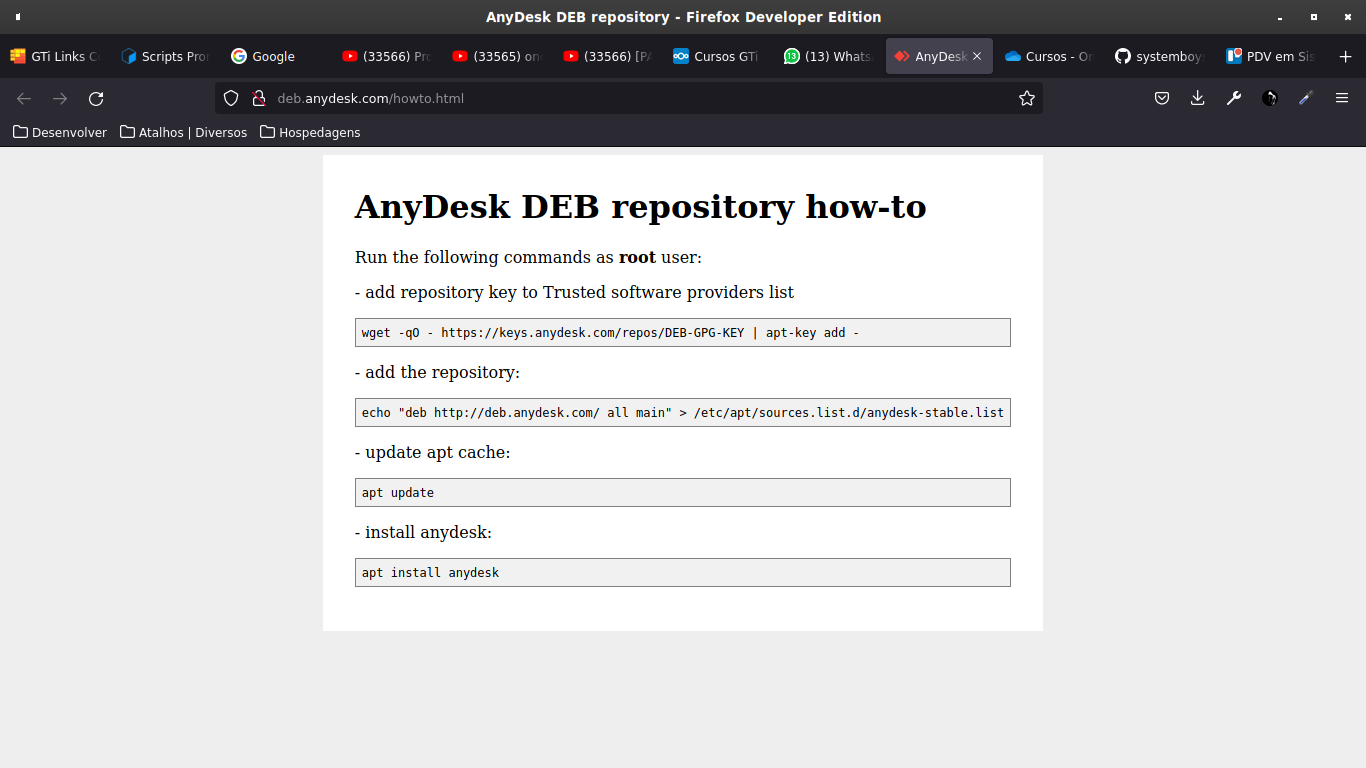 AnyDesk DEB repository - Firefox Developer Edition
GTi Links C
Scripts Pro
Google
(33566) Pr
(33565) on
(33566) [PA
Cursos GTi
(13) Whats
AnyDesk
Cursos - On
systemboy
PDV em Sis
deb.anydesk.com/howto.html
Desenvolver
Atalhos | Diversos
Hospedagens
AnyDesk DEB repository how-to
Run the following commands as root user:
- add repository key to Trusted software providers list
wget -qO - https://keys.anydesk.com/repos/DEB-GPG-KEY | apt-key add -
- add the repository:
echo "deb http://deb.anydesk.com/ all main" > /etc/apt/sources.list.d/anydesk-stable.list
- update apt cache:
apt update
- install anydesk:
apt install anydesk